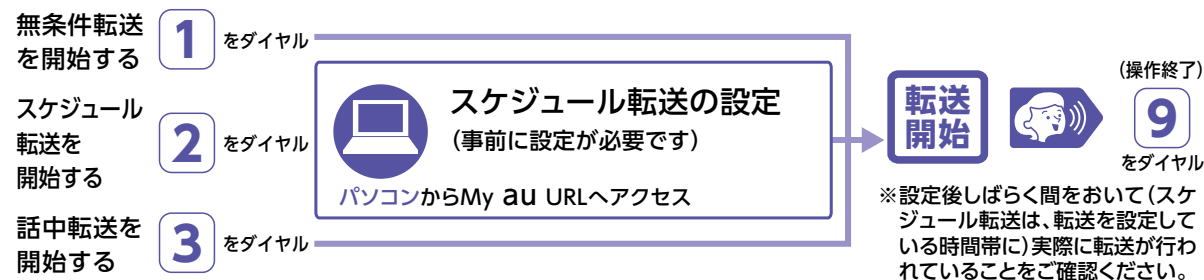 無条件転送
を開始する
1
をダイヤル
スケジュール
転送を
開始する
2
をダイヤル
話中転送を
開始する
3
をダイヤル
スケジュール転送の設定
(事前に設定が必要です)
パソコンからMy au URLへアクセス
転送
開始
(操作終了)
9
をダイヤル
※設定後しばらく間をおいて(スケ
ジュール転送は、転送を設定して
いる時間帯に)実際に転送が行わ
れていることをご確認ください。